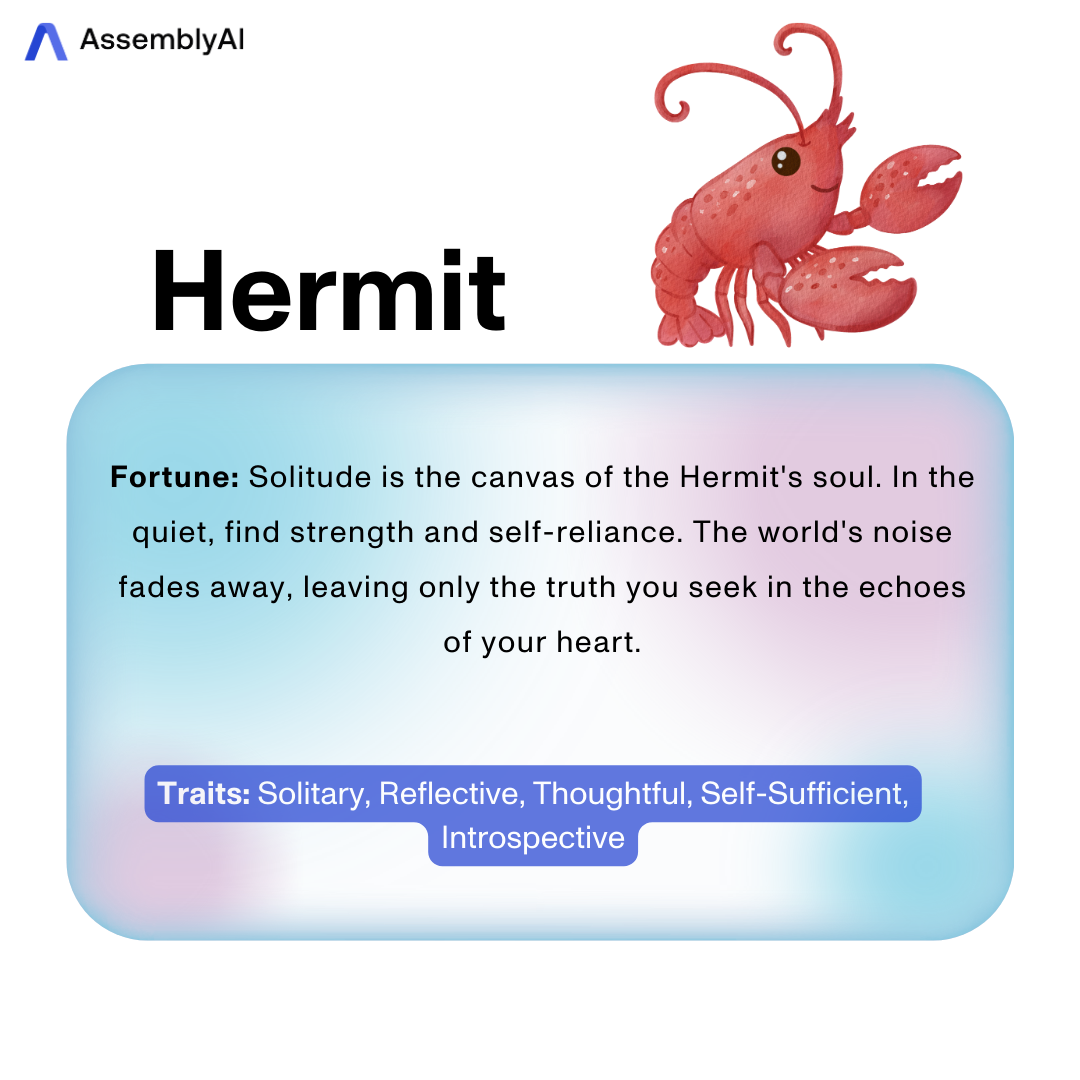 AssemblyAI
Hermit
Fortune: Solitude is the canvas of the Hermit's soul. In the
quiet, find strength and self-reliance. The world's noise
fades away, leaving only the truth you seek in the echoes
of your heart.
Traits: Solitary, Reflective, Thoughtful, Self-Sufficient,
Introspective